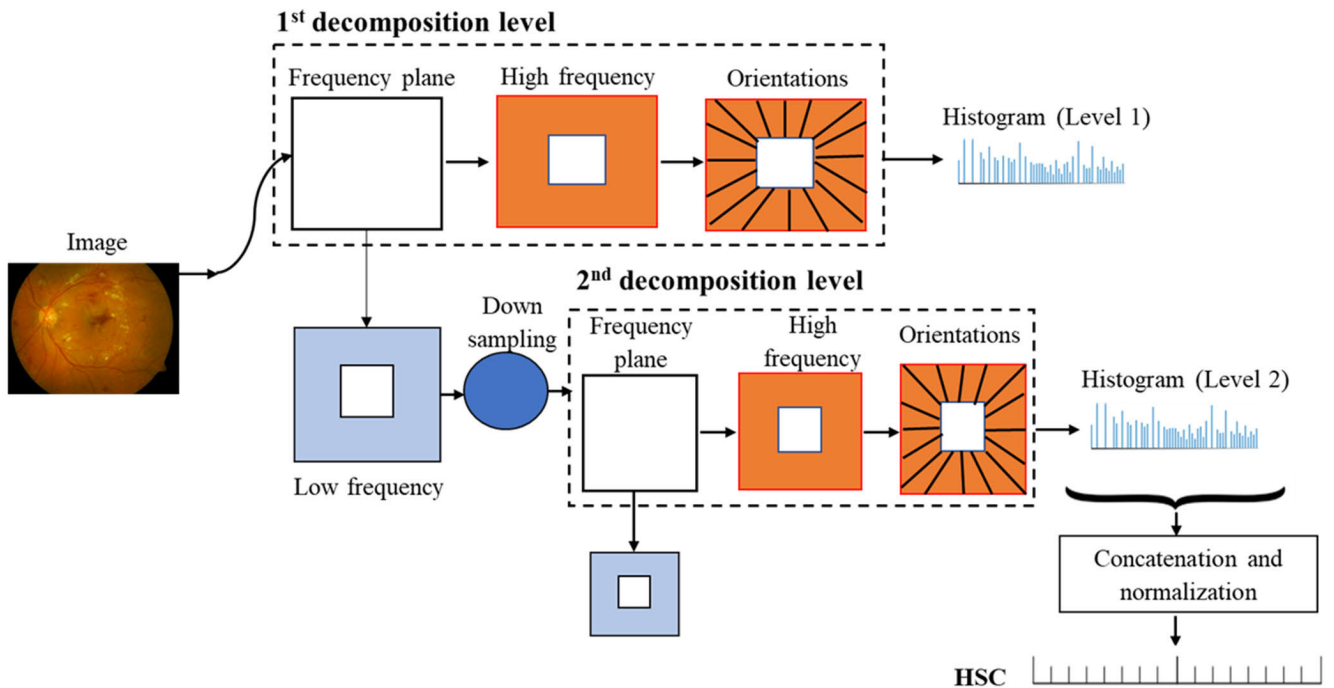 1st decomposition level
Frequency plane
High frequency
Orientations
Histogram (Level 1)
Image
2nd decomposition level
Down
sampling
Frequency
plane
High
frequency
Orientations
Histogram (Level 2)
Low frequency
Concatenation and
normalization
HSC